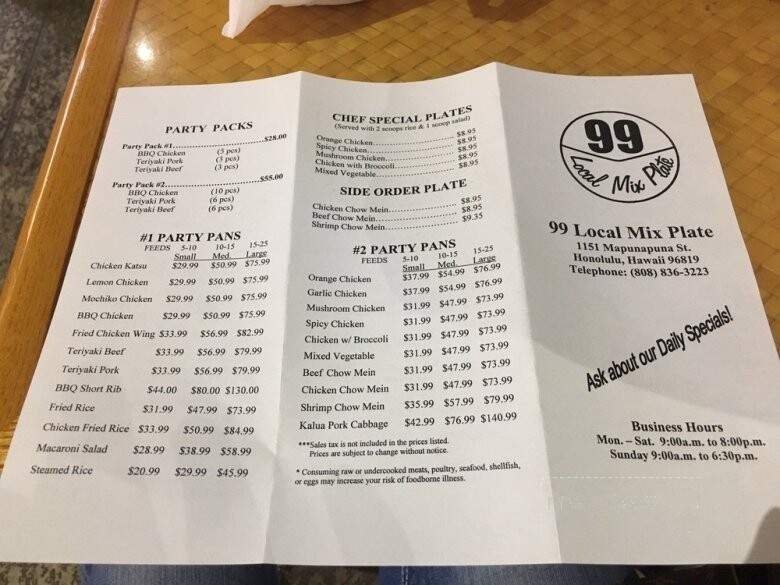 PARTY PACKS
Party Pack #1..............................$28.00
BBQ Chicken (5 pcs)
Teriyaki Pork (3 pcs)
Teriyaki Beef (3 pcs)
Party Pack #2..............................$55.00
BBQ Chicken (10 pcs)
Teriyaki Pork (6 pcs)
Teriyaki Beef (6 pcs)
#1 PARTY PANS
FEEDS 5-10 10-15 15-25
Small Med. Large
Chicken Katsu $29.99 $50.99 $75.99
Lemon Chicken $29.99 $50.99 $75.99
Mochiko Chicken $29.99 $50.99 $75.99
BBQ Chicken $29.99 $50.99 $75.99
Fried Chicken Wing $33.99 $56.99 $82.99
Teriyaki Beef $33.99 $56.99 $79.99
Teriyaki Pork $33.99 $56.99 $79.99
BBQ Short Rib $44.00 $80.00 $130.00
Fried Rice $31.99 $47.99 $73.99
Chicken Fried Rice $33.99 $50.99 $84.99
Macaroni Salad $28.99 $38.99 $58.99
Steamed Rice $20.99 $29.99 $45.99
CHEF SPECIAL PLATES
(Served with 2 scoops rice & 1 scoop salad)
Orange Chicken..............................$8.95
Spicy Chicken..............................$8.95
Mushroom Chicken..............................$8.95
Chicken with Broccoli..............................$8.95
Mixed Vegetable..............................$8.95
SIDE ORDER PLATE
Chicken Chow Mein..............................$8.95
Beef Chow Mein..............................$8.95
Shrimp Chow Mein..............................$9.35
#2 PARTY PANS
FEEDS 5-10 10-15 15-25
Small Med. Large
Orange Chicken $37.99 $54.99 $76.99
Garlic Chicken $37.99 $54.99 $76.99
Mushroom Chicken $31.99 $47.99 $73.99
Spicy Chicken $31.99 $47.99 $73.99
Chicken w/ Broccoli $31.99 $47.99 $73.99
Mixed Vegetable $31.99 $47.99 $73.99
Beef Chow Mein $31.99 $47.99 $73.99
Chicken Chow Mein $31.99 $47.99 $73.99
Shrimp Chow Mein $35.99 $57.99 $79.99
Kalua Pork Cabbage $42.99 $76.99 $140.99
***Sales tax is not included in the prices listed.
Prices are subject to change without notice.
* Consuming raw or undercooked meats, poultry, seafood, shellfish,
or eggs may increase your risk of foodborne illness.
99
Local Mix Plate
99 Local Mix Plate
1151 Mapunapuna St.
Honolulu, Hawaii 96819
Telephone: (808) 836-3223
Ask about our Daily Specials!
Business Hours
Mon. – Sat. 9:00a.m. to 8:00p.m.
Sunday 9:00a.m. to 6:30p.m.